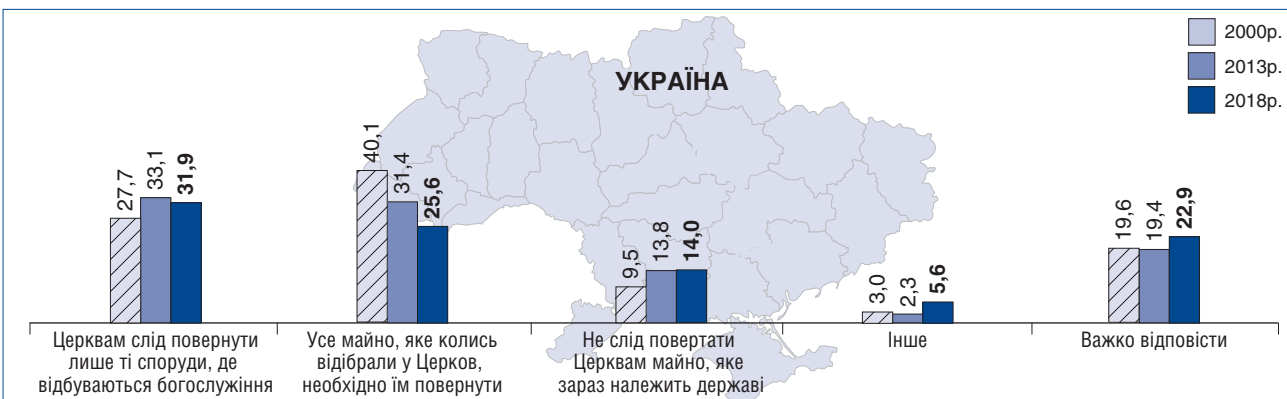 УКРАЇНА
2000р.
2013р.
2018р.
27,7
33,1
31,9
40,1
31,4
25,6
9,5
13,8
14,0
3,0
2,3
5,6
19,6
19,4
22,9
Церквам слід повернути
лише ті споруди, де
відбуваються богослужіння
Усе майно, яке колись
відібрали у Церков,
необхідно їм повернути
Не слід повертати
Церквам майно, яке
зараз належить державі
Інше
Важко відповісти